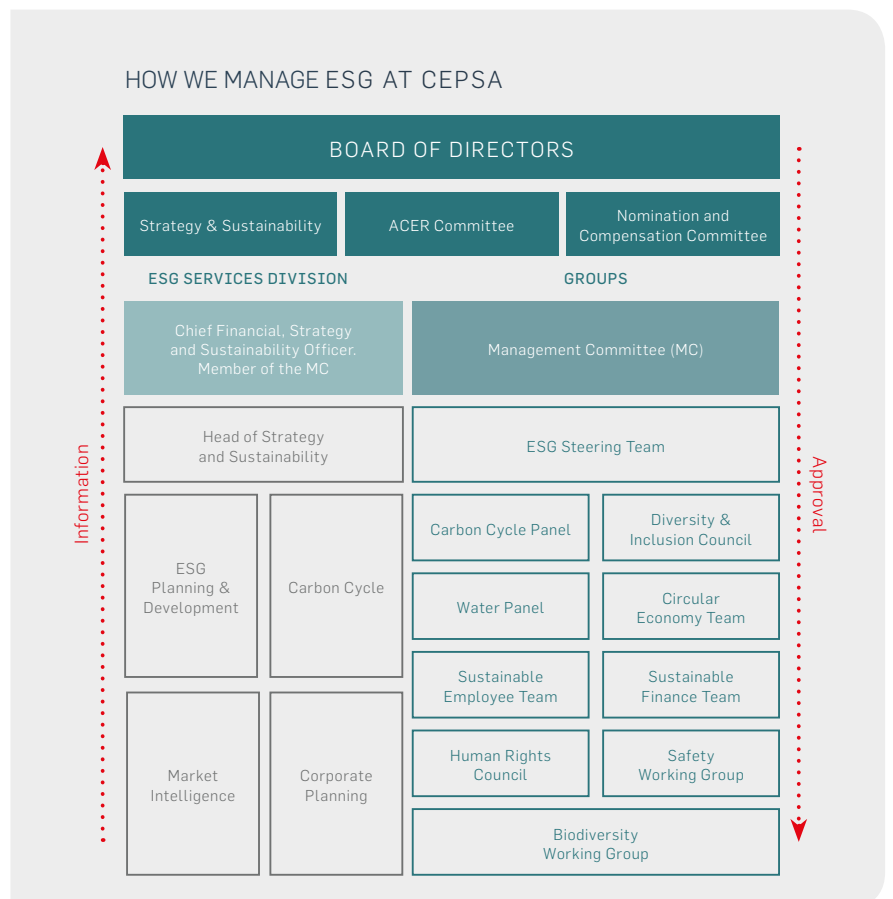 HOW WE MANAGE ESG AT CEPSA
BOARD OF DIRECTORS
Strategy & Sustainability
ACER Committee
Nomination and
Compensation Committee
ESG SERVICES DIVISION
GROUPS
Chief Financial, Strategy
and Sustainability Officer.
Member of the MC
Management Committee (MC)
Head of Strategy
and Sustainability
ESG Steering Team
Information
Approval
ESG
Planning &
Development
Carbon Cycle
Carbon Cycle Panel
Diversity &
Inclusion Council
Water Panel
Circular
Economy Team
Sustainable
Employee Team
Sustainable
Finance Team
Market
Intelligence
Corporate
Planning
Human Rights
Council
Safety
Working Group
Biodiversity
Working Group